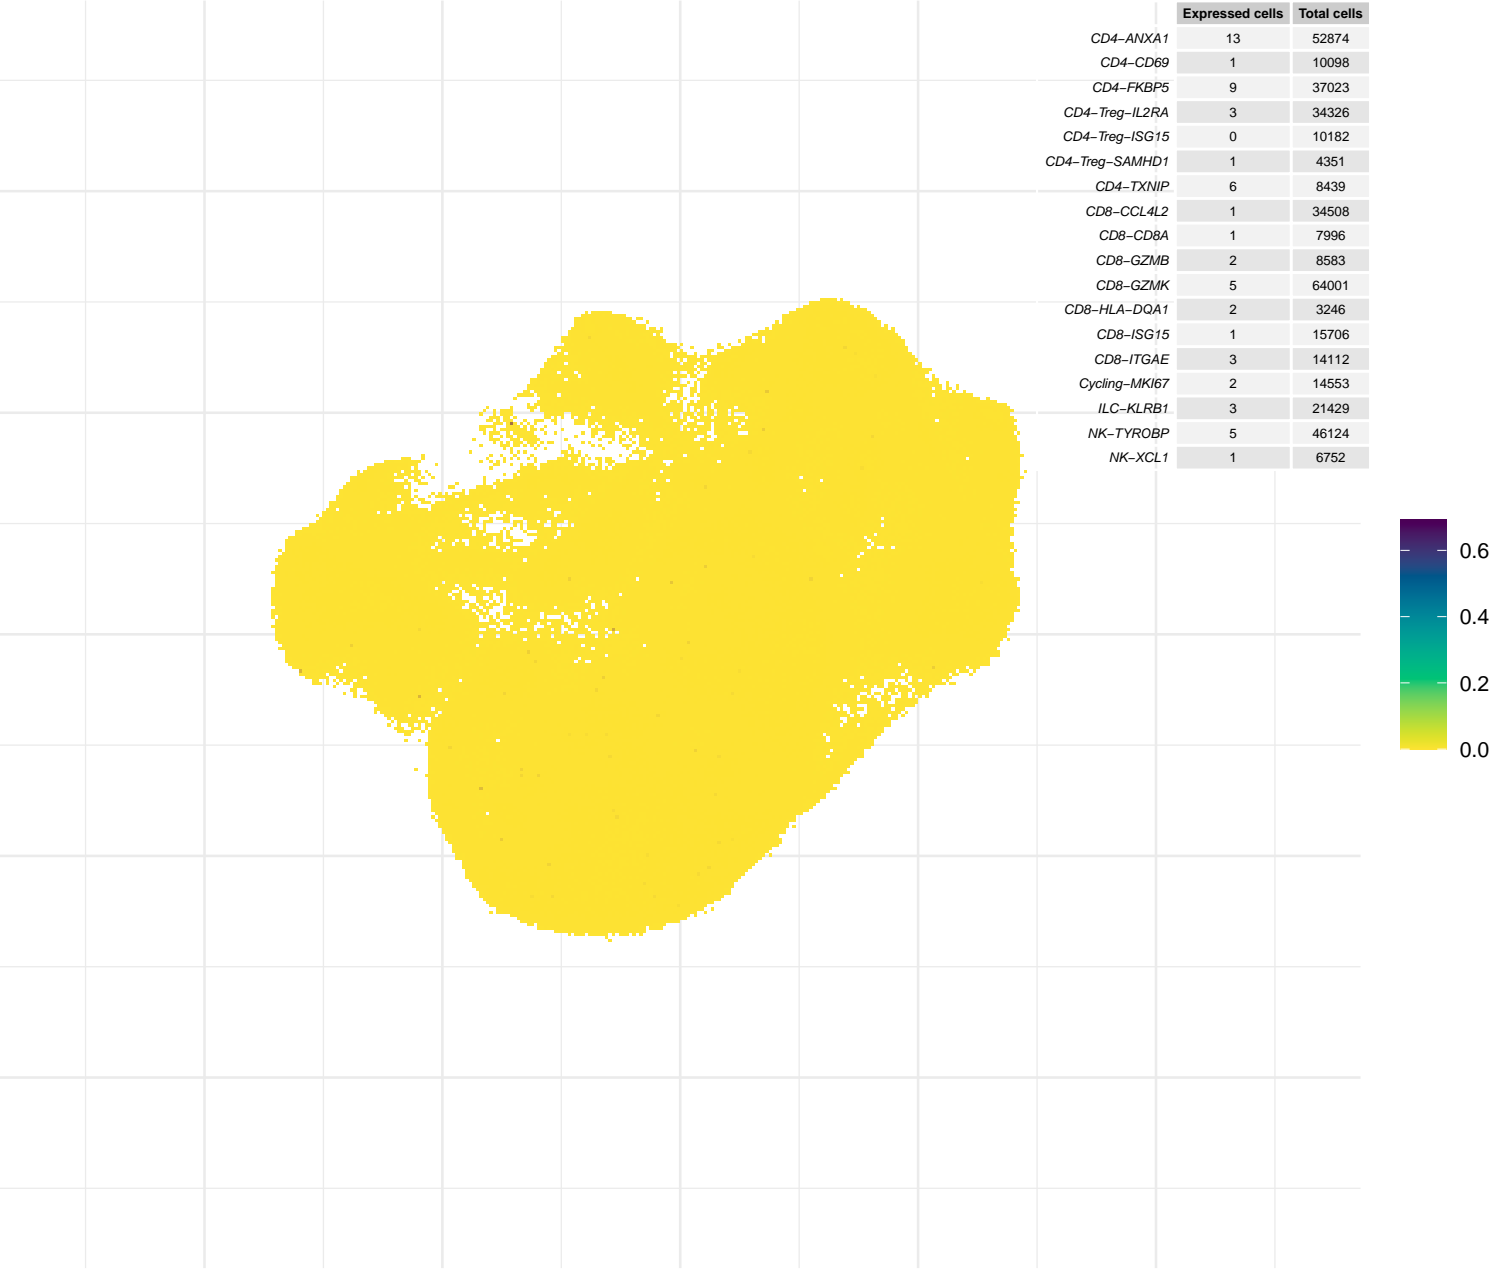 Expressed cells Total cells
CD4−ANXA1 13 52874
CD4−CD69 1 10098
CD4−FKBP5 9 37023
CD4−Treg−IL2RA 3 34326
CD4−Treg−ISG15 0 10182
CD4−Treg−SAMHD1 1 4351
CD4−TXNIP 6 8439
CD8−CCL4L2 1 34508
CD8−CD8A 1 7996
CD8−GZMB 2 8583
CD8−GZMK 5 64001
CD8−HLA−DQA1 2 3246
CD8−ISG15 1 15706
CD8−ITGAE 3 14112
Cycling−MKI67 2 14553
ILC−KLRB1 3 21429
NK−TYROBP 5 46124
NK−XCL1 1 6752
0.6
0.4
0.2
0.0